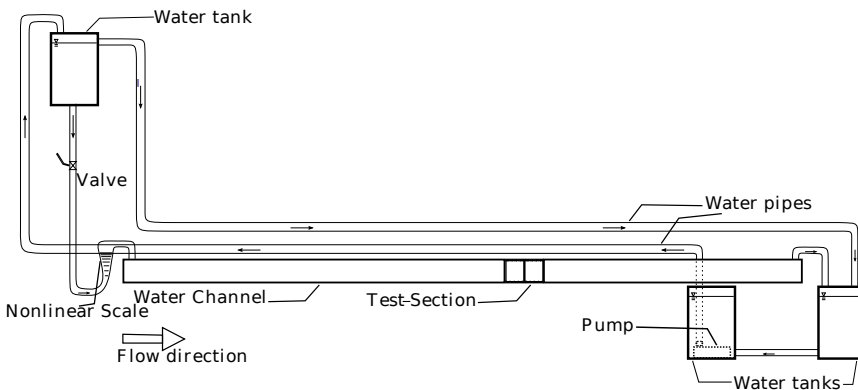 Water tank
Valve
Water pipes
Nonlinear Scale
Water Channel
Test-Section
Pump
Flow direction
Water tanks